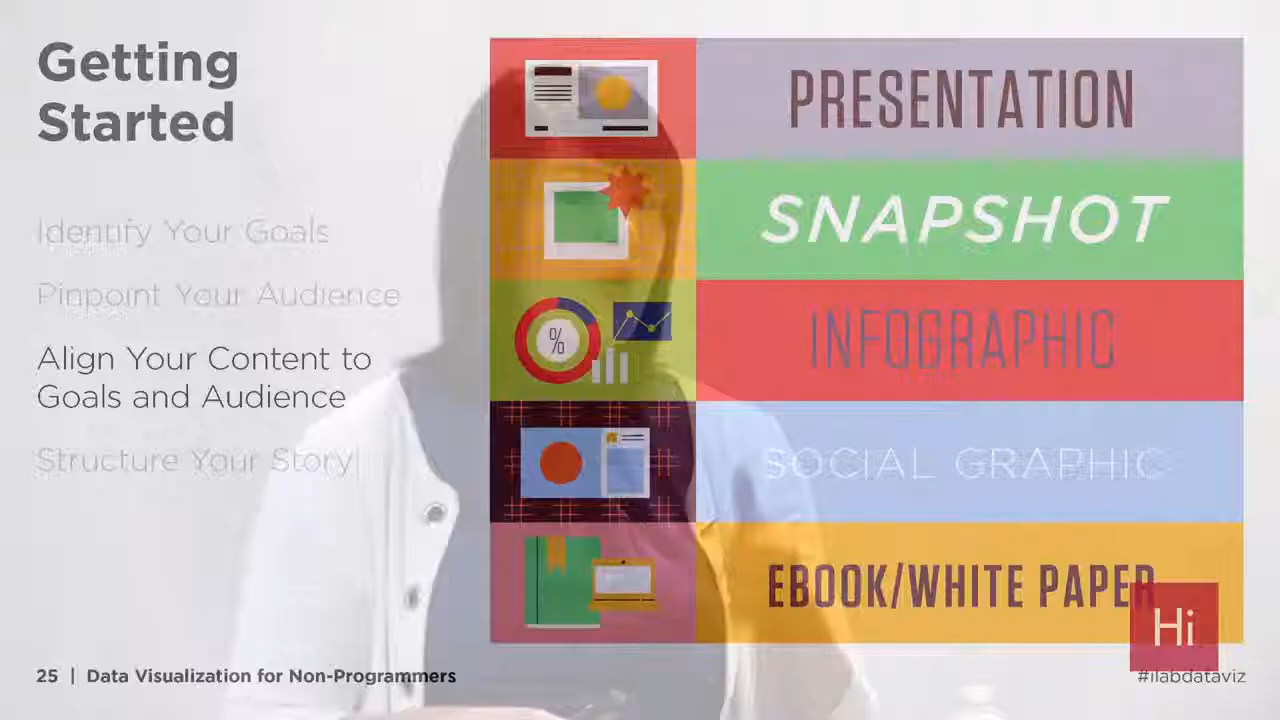 Getting
Started
Identify Your Goals
Pinpoint Your Audience
Align Your Content to
Goals and Audience
Structure Your Story
PRESENTATION
SNAPSHOT
%
INFOGRAPHIC
SOCIAL GRAPHIC
EBOOK/WHITE PAPER
Hi
25 | Data Visualization for Non-Programmers
#ilabdataviz